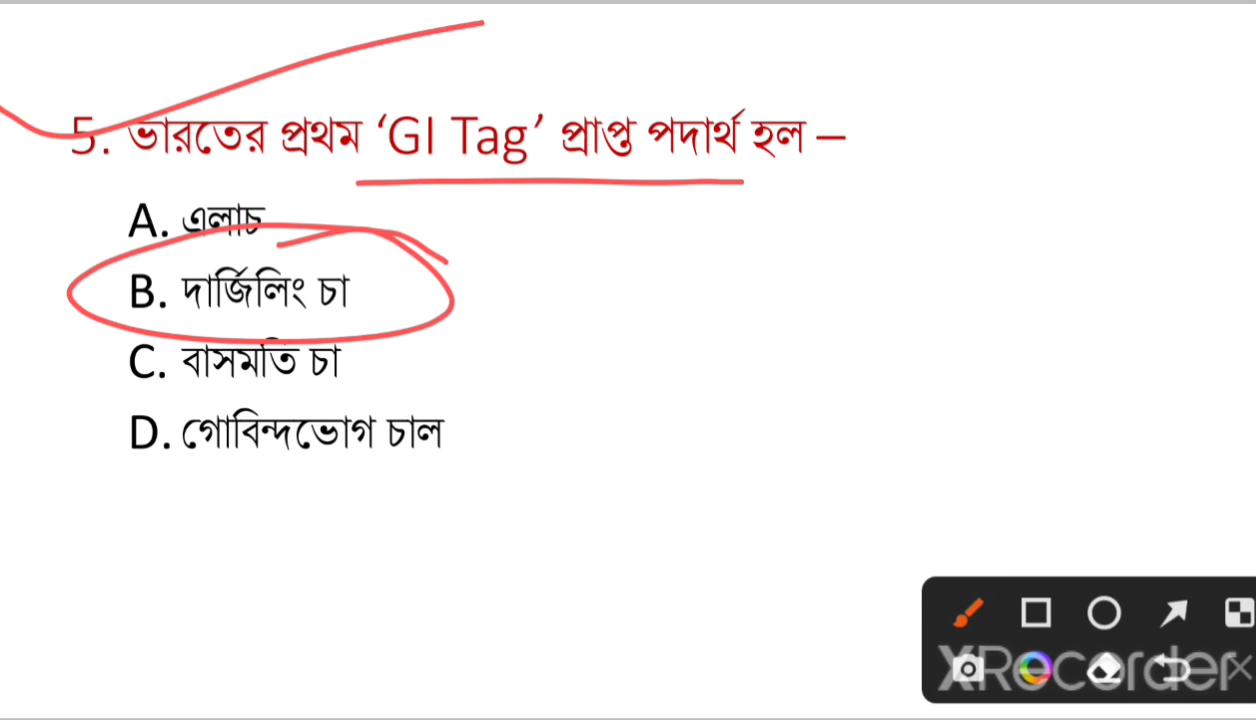 5. ভারতের প্রথম ‘GI Tag’ প্রাপ্ত পদার্থ হল –
A. এলাচ
B. দার্জিলিং চা
C. বাসমতি চা
D. গোবিন্দভোগ চাল
XRecorder